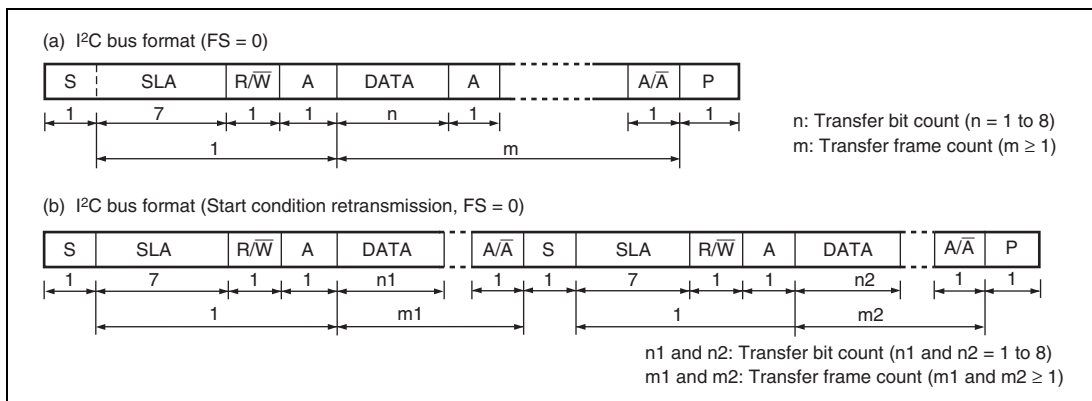 (a) I²C bus format (FS = 0)
S SLA R/W̅ A DATA A A/A̅ P
1 7 1 1 n 1 1 1
1 m
n: Transfer bit count (n = 1 to 8)
m: Transfer frame count (m ≥ 1)
(b) I²C bus format (Start condition retransmission, FS = 0)
S SLA R/W̅ A DATA A/A̅ S SLA R/W̅ A DATA A/A̅ P
1 7 1 1 n1 1 1 7 1 1 n2 1 1
1 m1 1 m2
n1 and n2: Transfer bit count (n1 and n2 = 1 to 8)
m1 and m2: Transfer frame count (m1 and m2 ≥ 1)